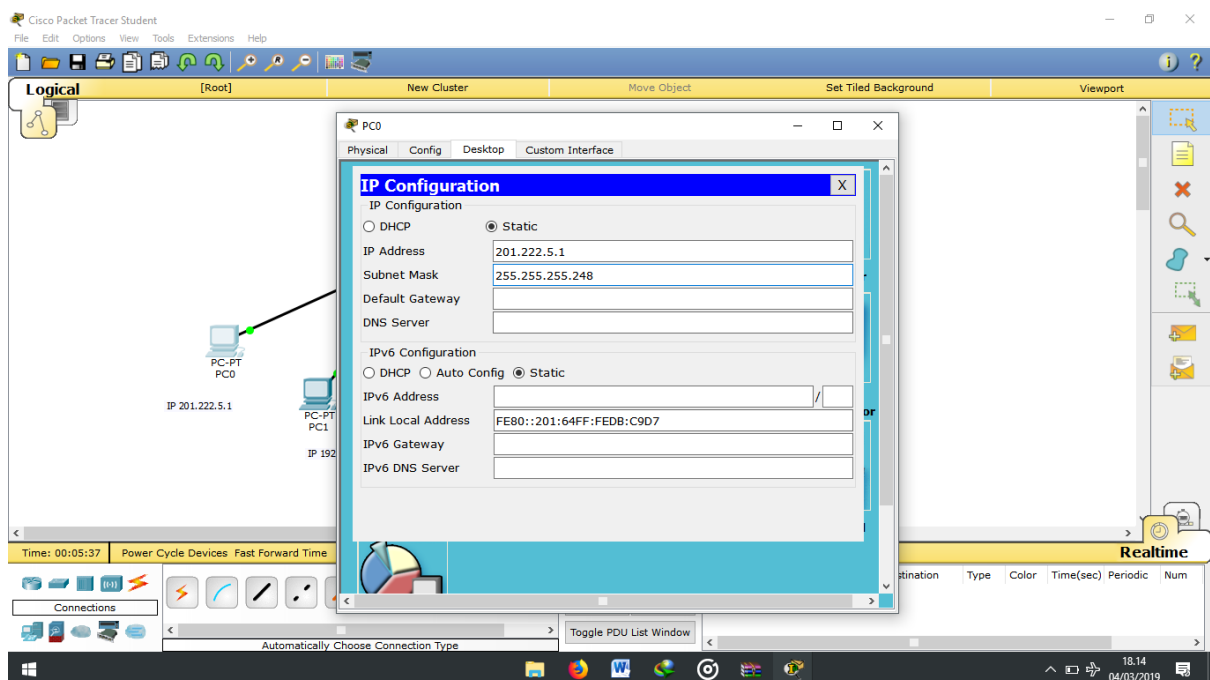 Cisco Packet Tracer Student
File Edit Options View Tools Extensions Help
Logical [Root] New Cluster Move Object Set Tiled Background Viewport
PC0
Physical Config Desktop Custom Interface
IP Configuration X
IP Configuration
DHCP Static
IP Address 201.222.5.1
Subnet Mask 255.255.255.248
Default Gateway
DNS Server
IPv6 Configuration
DHCP Auto Config Static
IPv6 Address /
Link Local Address FE80::201:64FF:FEDB:C9D7
IPv6 Gateway
IPv6 DNS Server
PC-PT
PC0
IP 201.222.5.1
PC-PT
PC1
IP 192
or
Time: 00:05:37 Power Cycle Devices Fast Forward Time Realtime
Connections
Automatically Choose Connection Type
Toggle PDU List Window
stination Type Color Time(sec) Periodic Num
18.14
04/03/2019